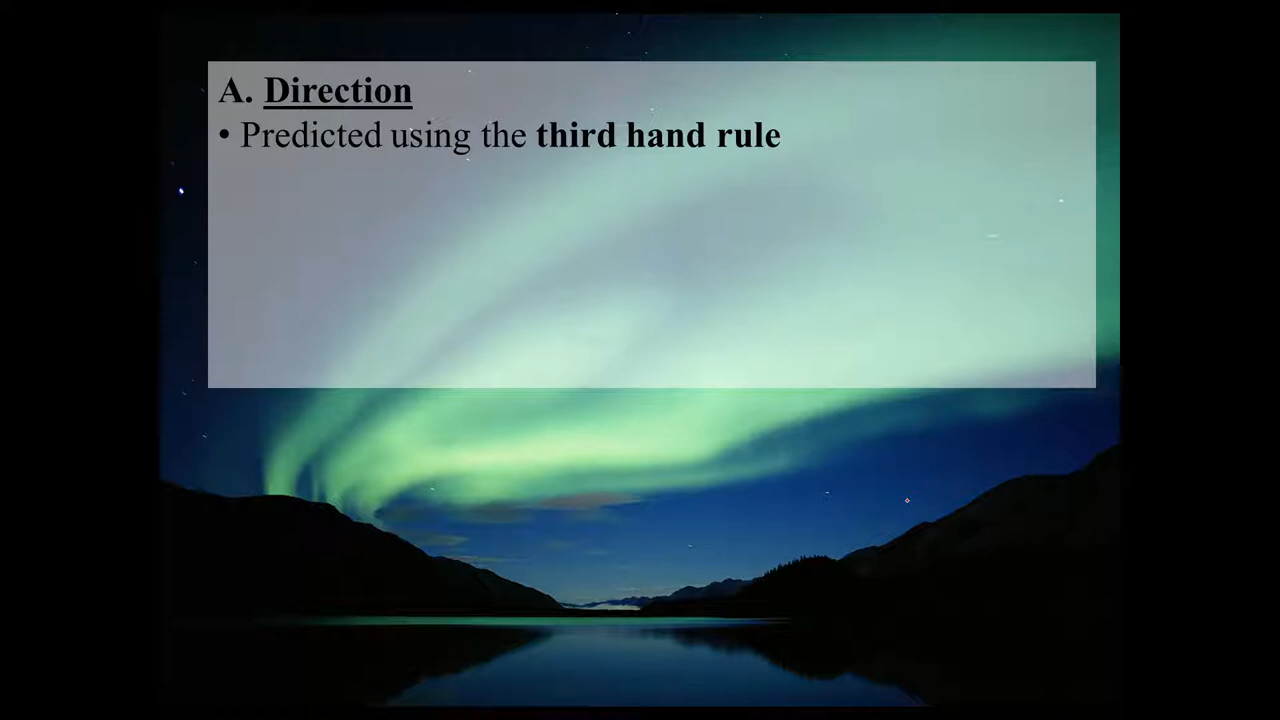 A. Direction
• Predicted using the third hand rule